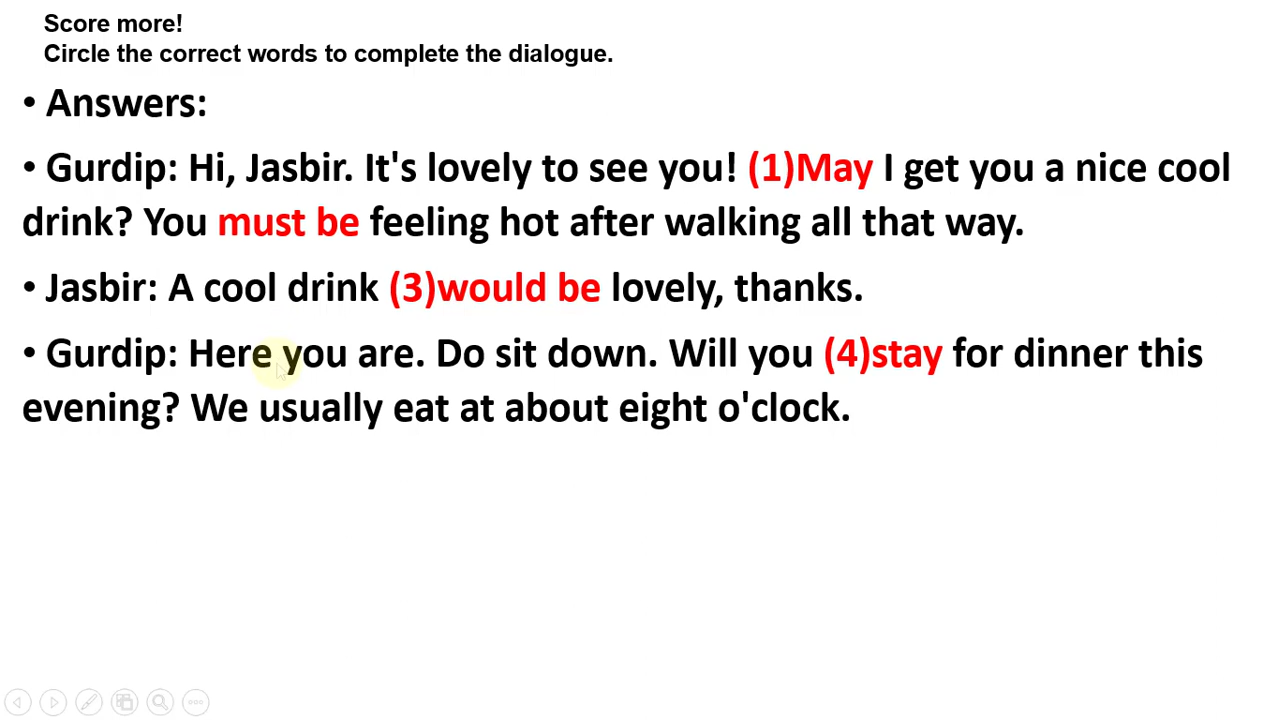 Score more!
Circle the correct words to complete the dialogue.
• Answers:
• Gurdip: Hi, Jasbir. It's lovely to see you! (1)May I get you a nice cool
drink? You must be feeling hot after walking all that way.
• Jasbir: A cool drink (3)would be lovely, thanks.
• Gurdip: Here you are. Do sit down. Will you (4)stay for dinner this
evening? We usually eat at about eight o'clock.